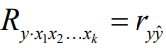 R_{y·x_1x_2…x_k} = r_{yŷ}